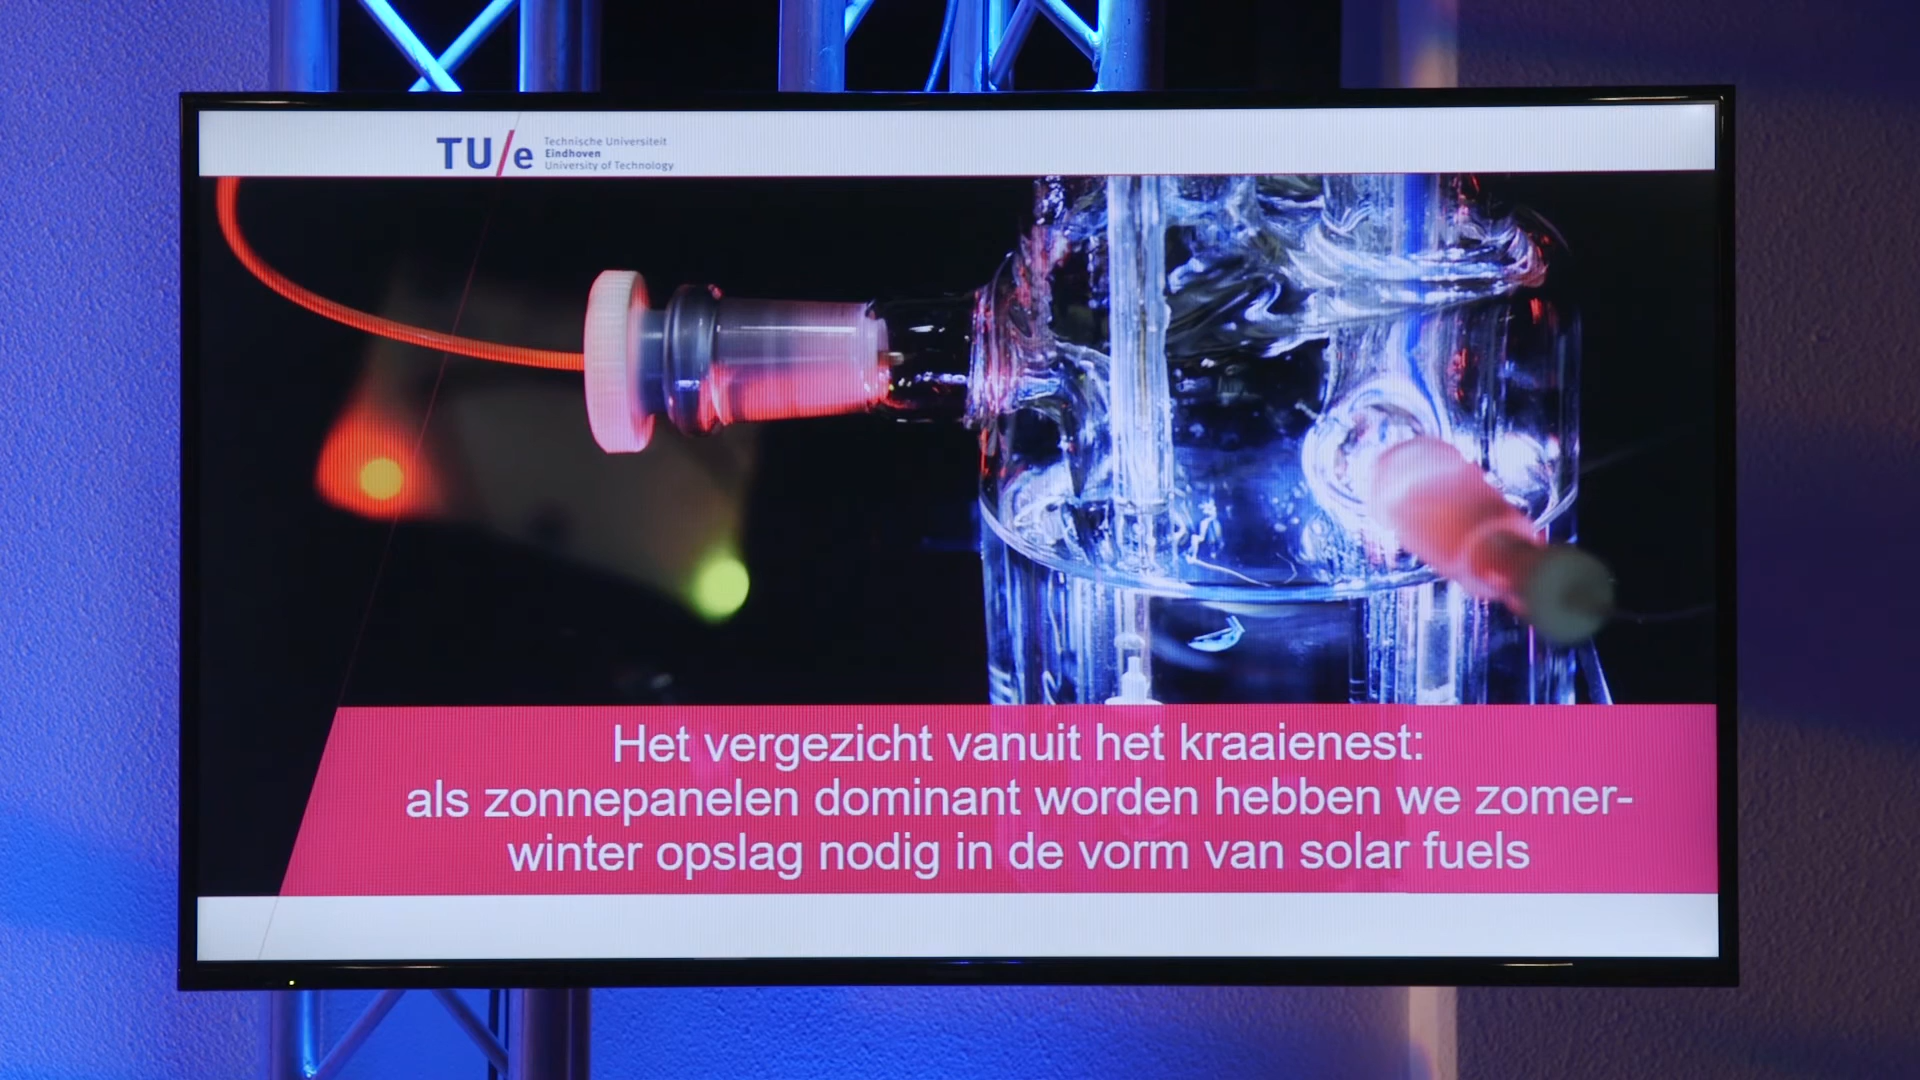 TU/e
Technische Universiteit
Eindhoven
University of Technology
Het vergezicht vanuit het kraaienest:
als zonnepanelen dominant worden hebben we zomer-
winter opslag nodig in de vorm van solar fuels